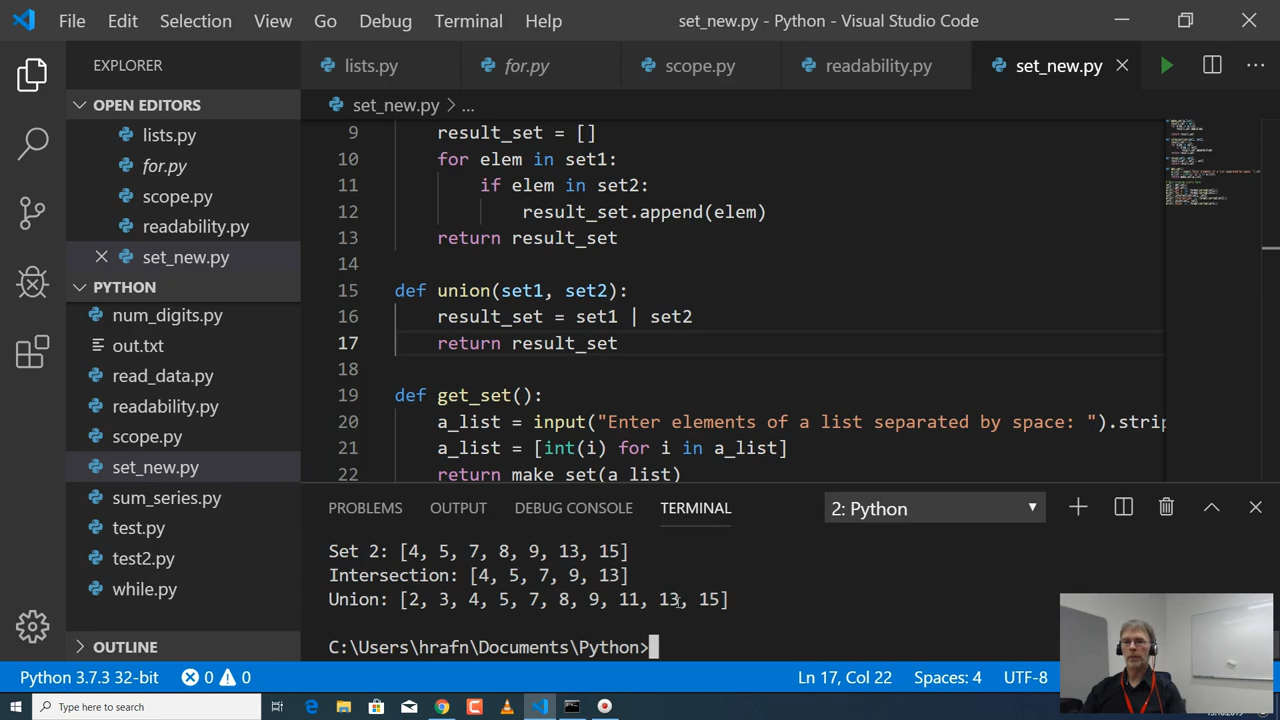 File Edit Selection View Go Debug Terminal Help set_new.py - Python - Visual Studio Code
EXPLORER
lists.py for.py scope.py readability.py set_new.py
OPEN EDITORS
lists.py
for.py
scope.py
readability.py
set_new.py
PYTHON
num_digits.py
out.txt
read_data.py
readability.py
scope.py
set_new.py
sum_series.py
test.py
test2.py
while.py
OUTLINE
set_new.py > ...
9 result_set = []
10 for elem in set1:
11 if elem in set2:
12 result_set.append(elem)
13 return result_set
14
15 def union(set1, set2):
16 result_set = set1 | set2
17 return result_set
18
19 def get_set():
20 a_list = input("Enter elements of a list separated by space: ").strip
21 a_list = [int(i) for i in a_list]
22 return make_set(a_list)
PROBLEMS OUTPUT DEBUG CONSOLE TERMINAL 2: Python
Set 2: [4, 5, 7, 8, 9, 13, 15]
Intersection: [4, 5, 7, 9, 13]
Union: [2, 3, 4, 5, 7, 8, 9, 11, 13, 15]
C:\Users\hrafn\Documents\Python>
Python 3.7.3 32-bit 0 0 Ln 17, Col 22 Spaces: 4 UTF-8
Type here to search